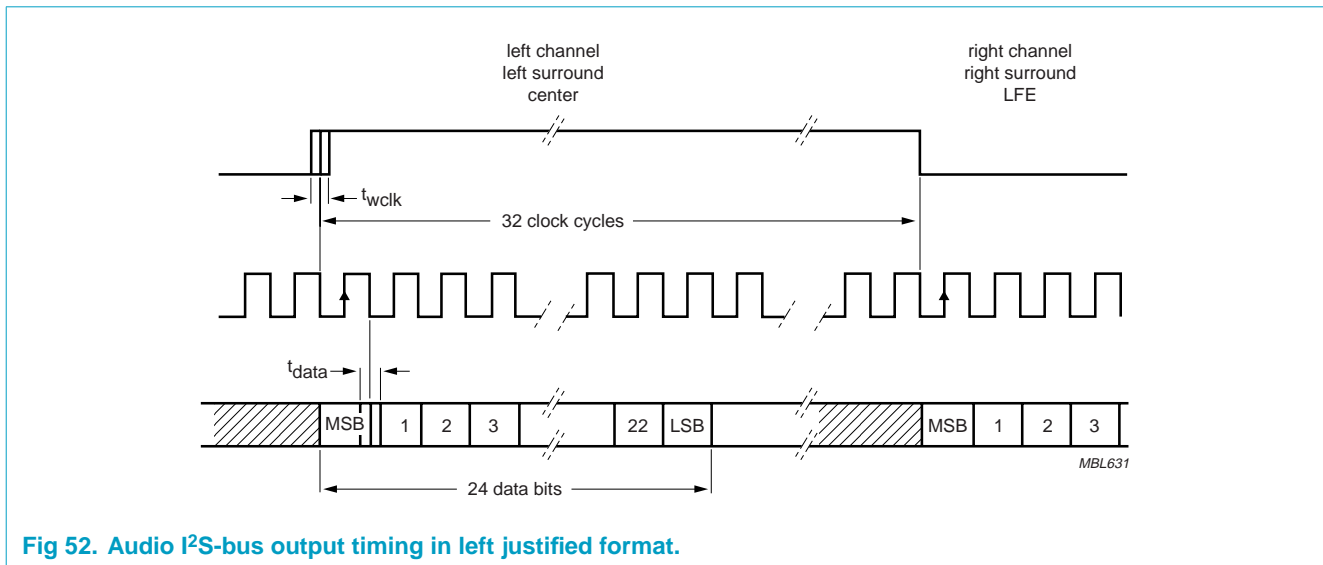 left channel
left surround
center
right channel
right surround
LFE
twclk
32 clock cycles
tdata
MSB 1 2 3 22 LSB MSB 1 2 3
MBL631
24 data bits
Fig 52. Audio I2S-bus output timing in left justified format.